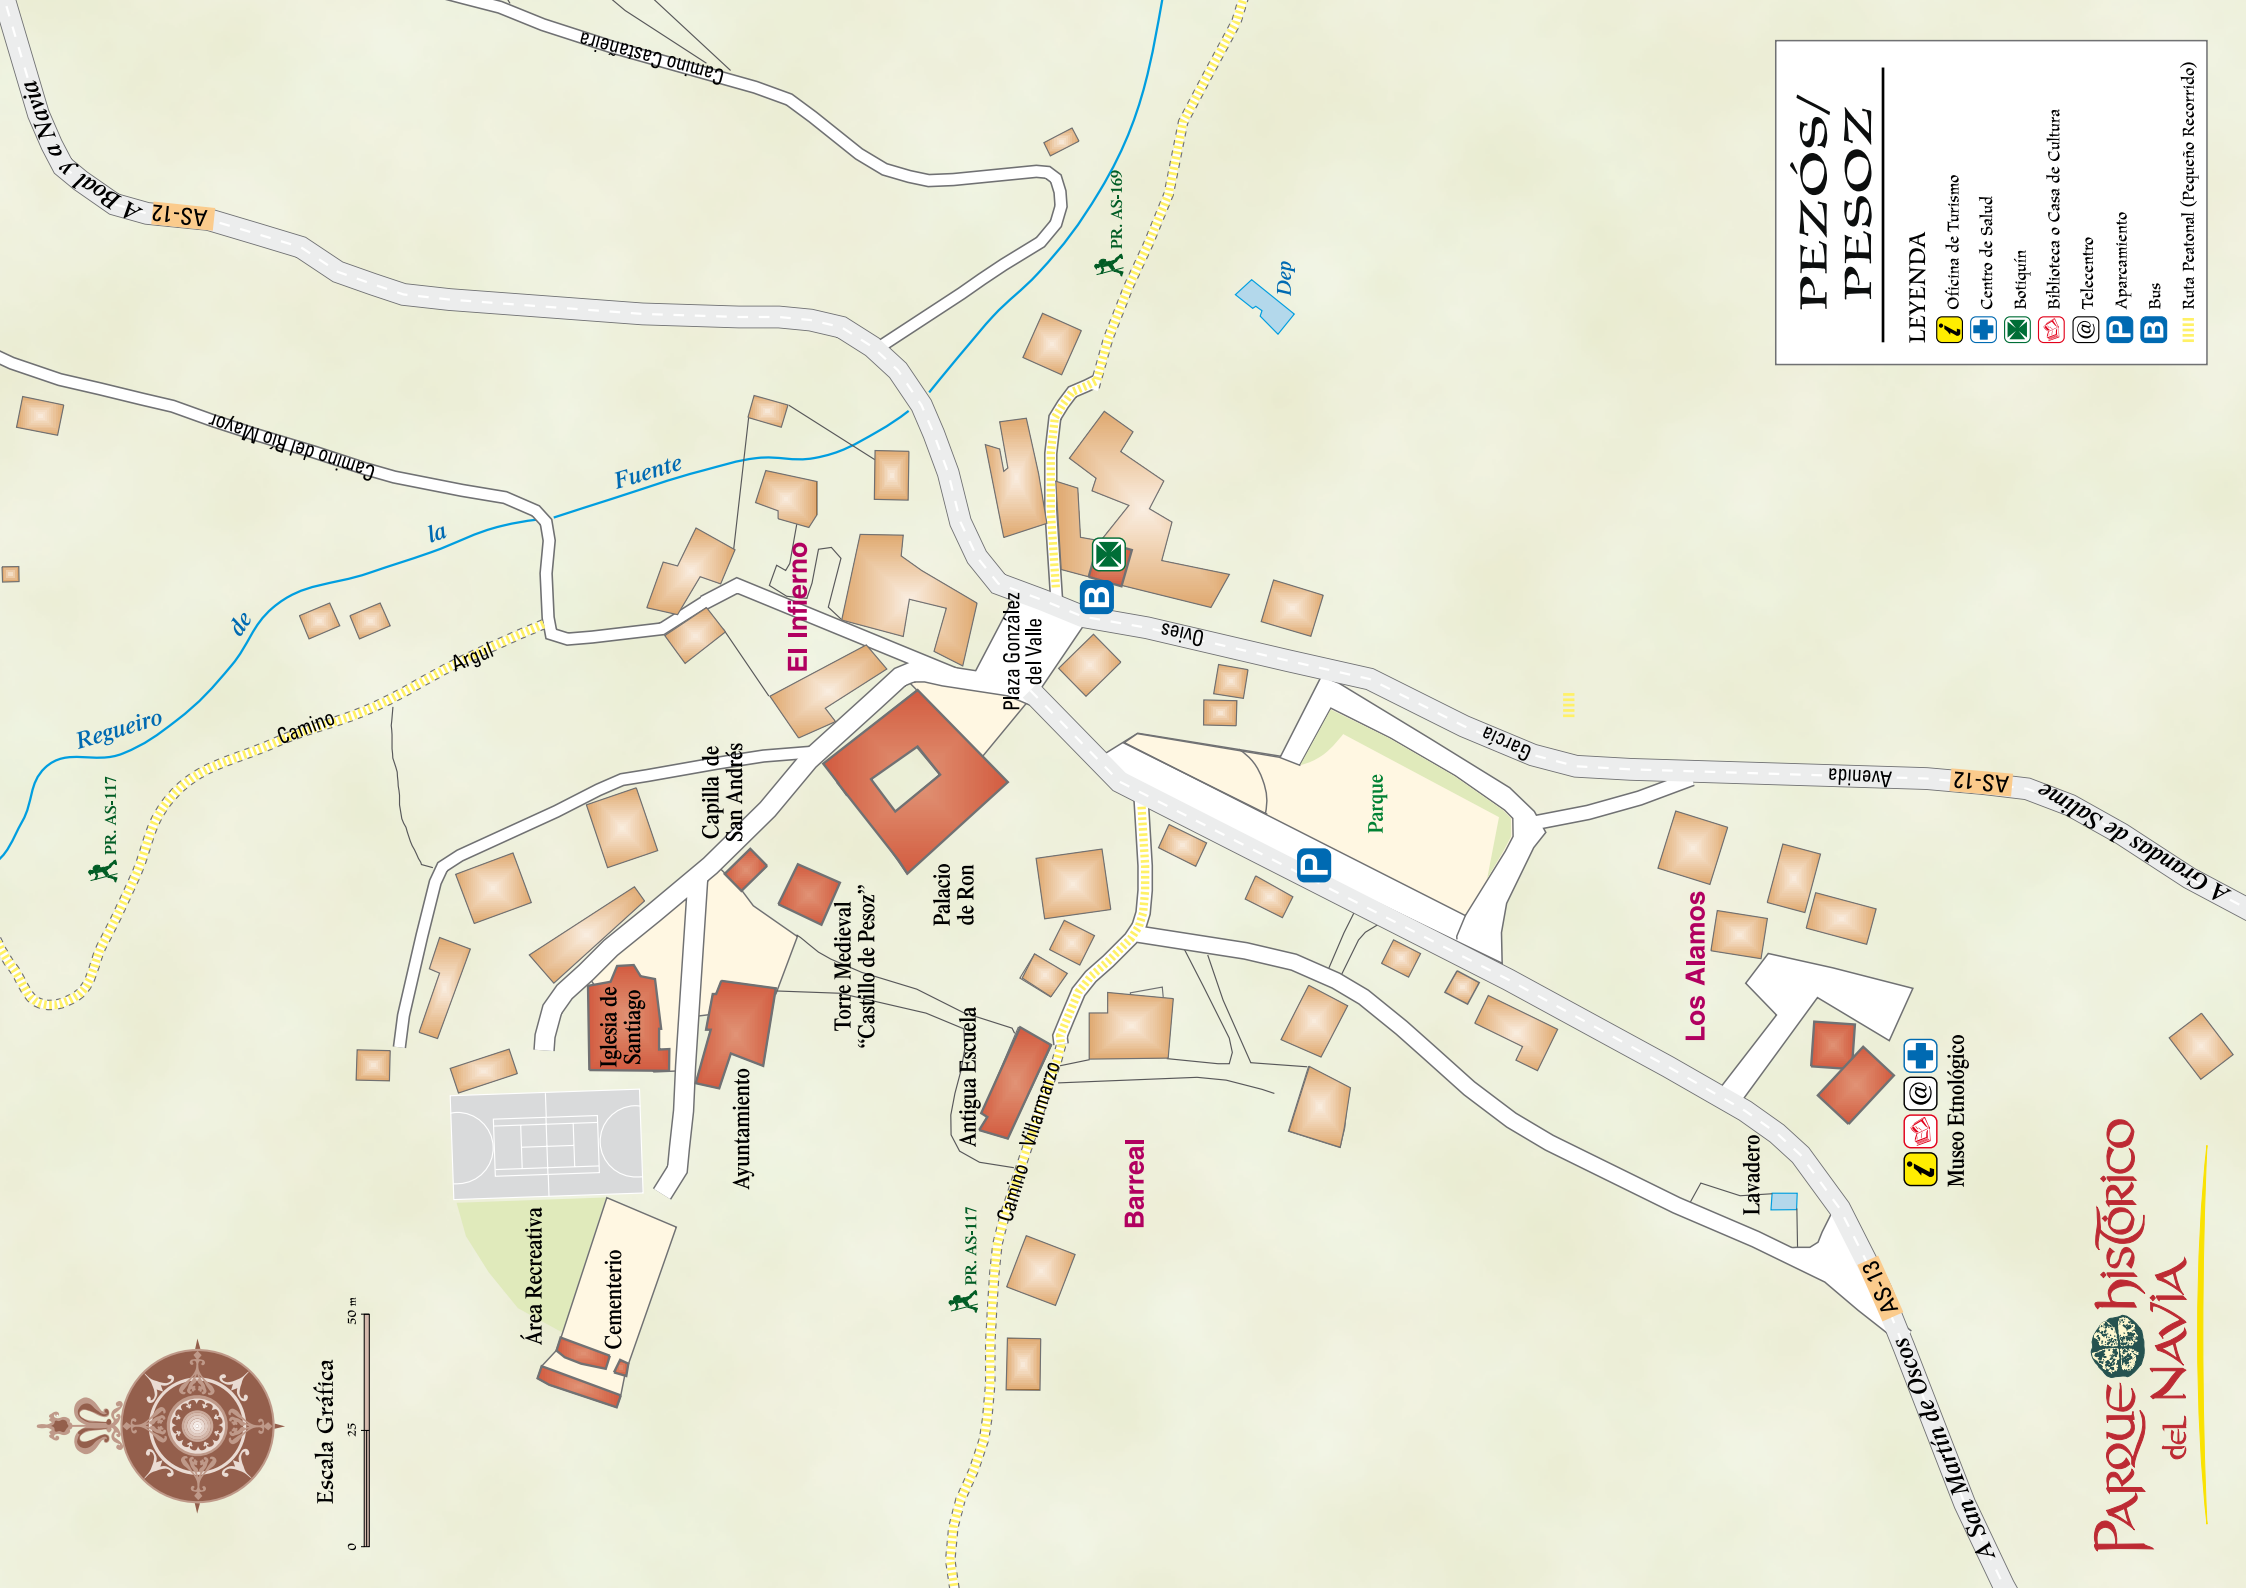 PEZÓS/
PESOZ
LEYENDA
Oficina de Turismo
Centro de Salud
Botiquín
Biblioteca o Casa de Cultura
@ Telecentro
P Aparcamiento
B Bus
Ruta Peatonal (Pequeño Recorrido)
Escala Gráfica
0 25 50 m
A Boal y a Navia
AS-12
Camino Castañeira
Camino del Río Mayor
Regueiro de la Fuente
Camino Argul
PR. AS-117
PR. AS-169
Dep
El Infierno
Plaza González
del Valle
B
Capilla de
San Andrés
Palacio
de Ron
Torre Medieval
“Castillo de Pesoz”
Iglesia de
Santiago
Ayuntamiento
Área Recreativa
Cementerio
Antigua Escuela
Camino Villarmarzo
PR. AS-117
Barreal
Parque
P
Avenida García Ovies
AS-12
A Grandas de Salime
Los Alamos
Lavadero
i @
Museo Etnológico
AS-13
A San Martín de Oscos
PARQUE HISTÓRICO
DEL NAVIA